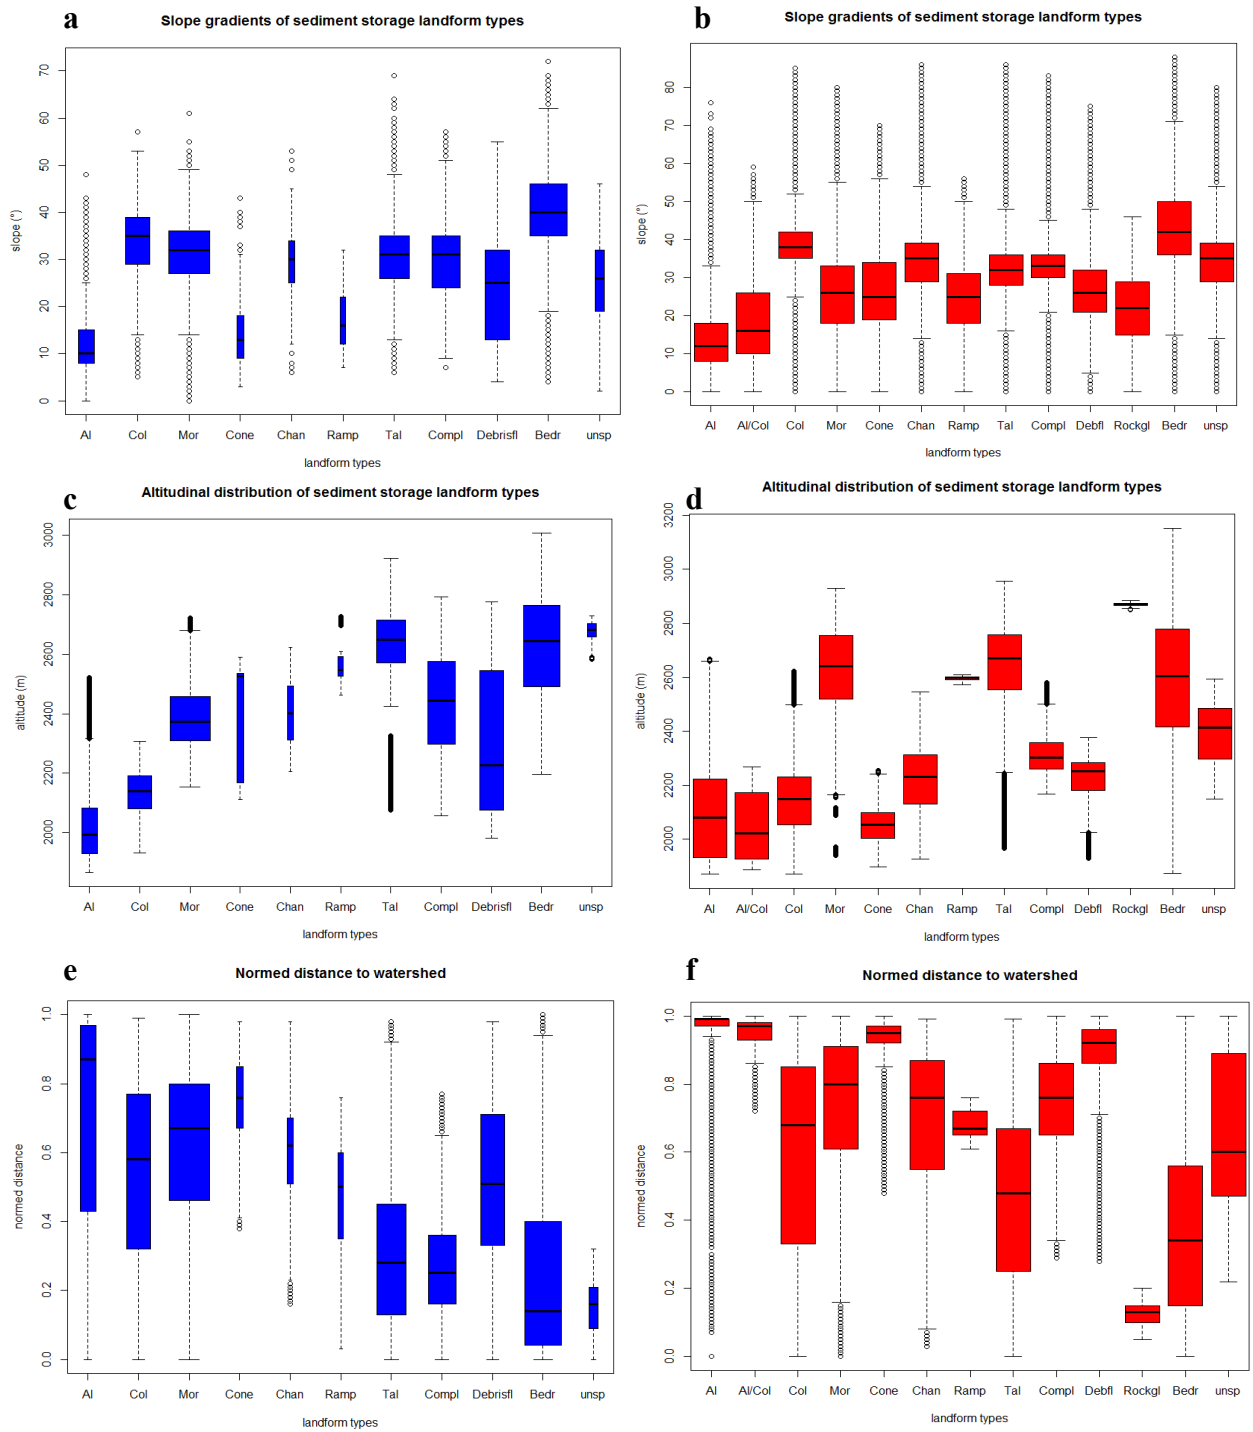 a
Slope gradients of sediment storage landform types
slope (°)
0 10 20 30 40 50 60 70
Al Col Mor Cone Chan Ramp Tal Compl Debrisfl Bedr unsp
landform types
b
Slope gradients of sediment storage landform types
slope (°)
0 10 20 30 40 50 60 70 80
Al Al/Col Col Mor Cone Chan Ramp Tal Compl Debfl Rockgl Bedr unsp
landform types
c
Altitudinal distribution of sediment storage landform types
altitude (m)
2000 2200 2400 2600 2800 3000
Al Col Mor Cone Chan Ramp Tal Compl Debrisfl Bedr unsp
landform types
d
Altitudinal distribution of sediment storage landform types
altitude (m)
2000 2200 2400 2600 2800 3000 3200
Al Al/Col Col Mor Cone Chan Ramp Tal Compl Debfl Rockgl Bedr unsp
landform types
e
Normed distance to watershed
normed distance
0.0 0.2 0.4 0.6 0.8 1.0
Al Col Mor Cone Chan Ramp Tal Compl Debrisfl Bedr unsp
landform types
f
Normed distance to watershed
normed distance
0.0 0.2 0.4 0.6 0.8 1.0
Al Al/Col Col Mor Cone Chan Ramp Tal Compl Debfl Rockgl Bedr unsp
landform types